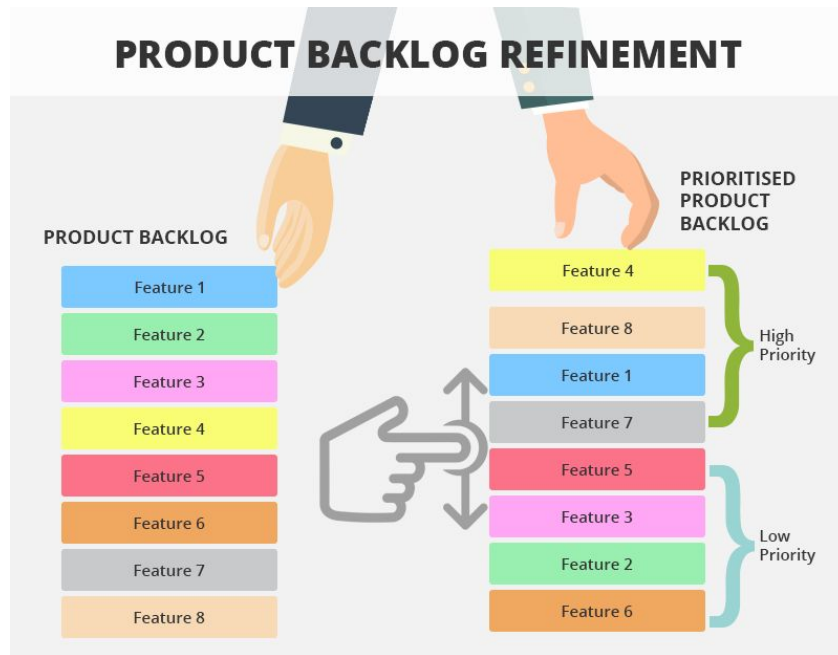 PRODUCT BACKLOG REFINEMENT
PRODUCT BACKLOG
Feature 1
Feature 2
Feature 3
Feature 4
Feature 5
Feature 6
Feature 7
Feature 8
PRIORITISED
PRODUCT
BACKLOG
Feature 4
Feature 8
Feature 1
Feature 7
Feature 5
Feature 3
Feature 2
Feature 6
High
Priority
Low
Priority